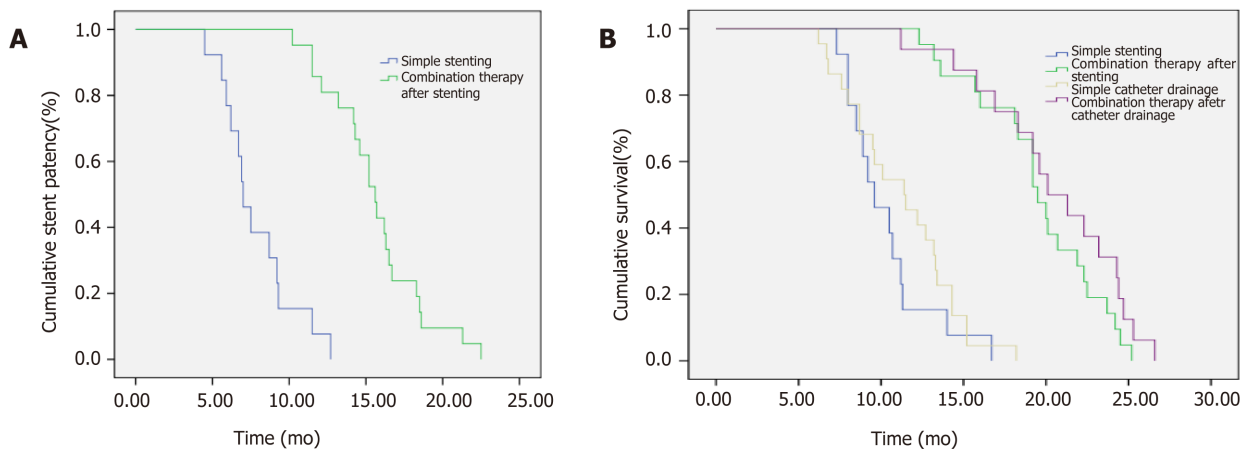 A
Cumulative stent patency(%)
1.0
0.8
0.6
0.4
0.2
0.0
Simple stenting
Combination therapy
after stenting
0.00 5.00 10.00 15.00 20.00 25.00
Time (mo)
B
Cumulative survival(%)
1.0
0.8
0.6
0.4
0.2
0.0
Simple stenting
Combination therapy after
stenting
Simple catheter drainage
Combination therapy afetr
catheter drainage
0.00 5.00 10.00 15.00 20.00 25.00 30.00
Time (mo)